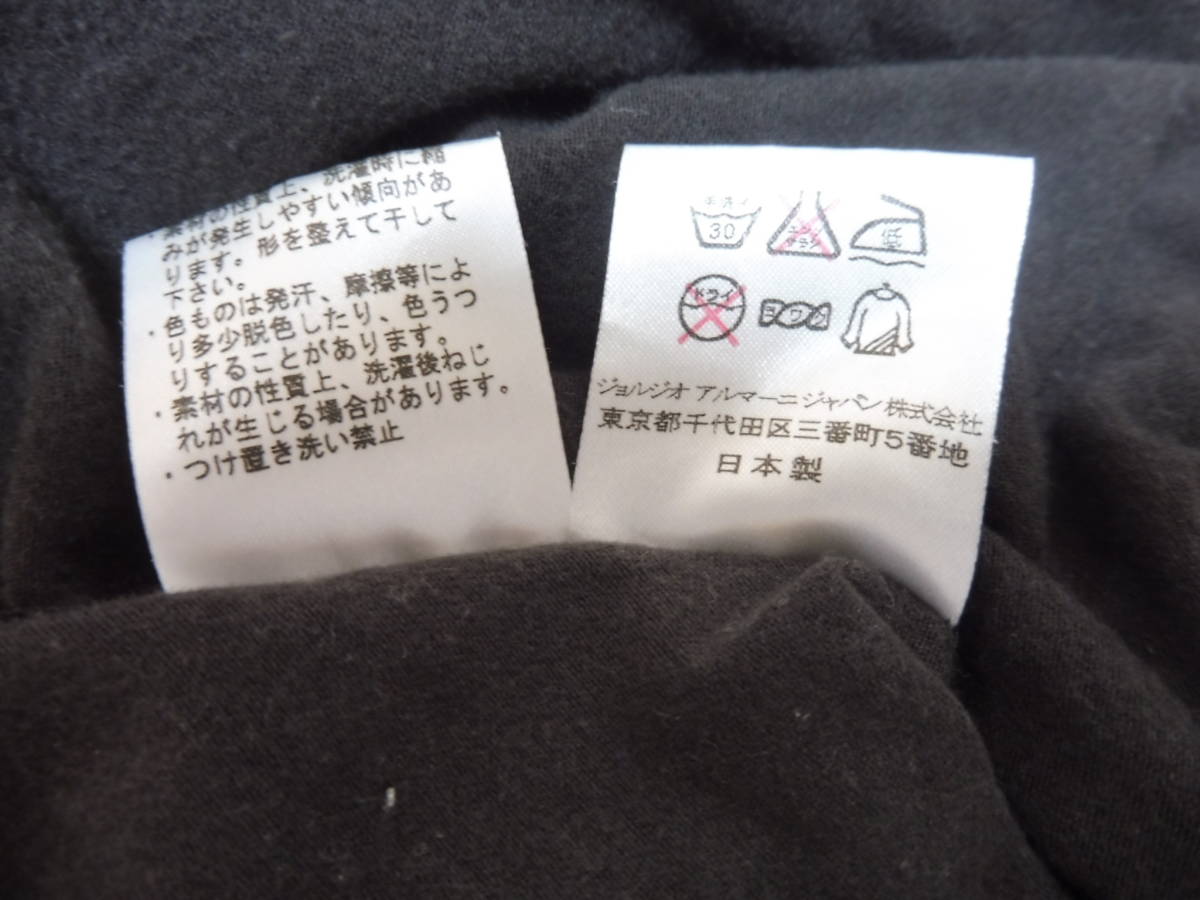 ・素材の性質上、洗濯時に縮
みが発生しやすい傾向があ
ります。形を整えて干して
下さい。
・色ものは発汗、摩擦等によ
り多少脱色したり、色うつ
りすることがあります。
・素材の性質上、洗濯後ねじ
れが生じる場合があります。
・つけ置き洗い禁止
30
エンソ
サラシ
低
ドライ
ヨワク
ジョルジオ アルマーニジャパン株式会社
東京都千代田区三番町5番地
日本製